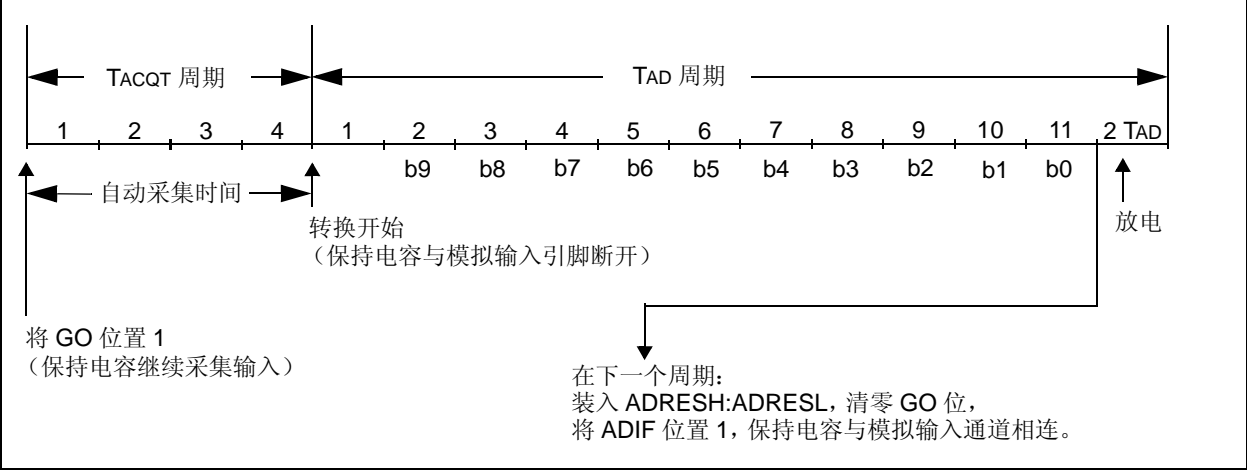 TACQT 周期
TAD 周期
1 2 3 4 1 2 3 4 5 6 7 8 9 10 11 2 TAD
b9 b8 b7 b6 b5 b4 b3 b2 b1 b0
自动采集时间
放电
转换开始
（保持电容与模拟输入引脚断开）
将 GO 位置 1
（保持电容继续采集输入）
在下一个周期：
装入 ADRESH:ADRESL，清零 GO 位，
将 ADIF 位置 1，保持电容与模拟输入通道相连。